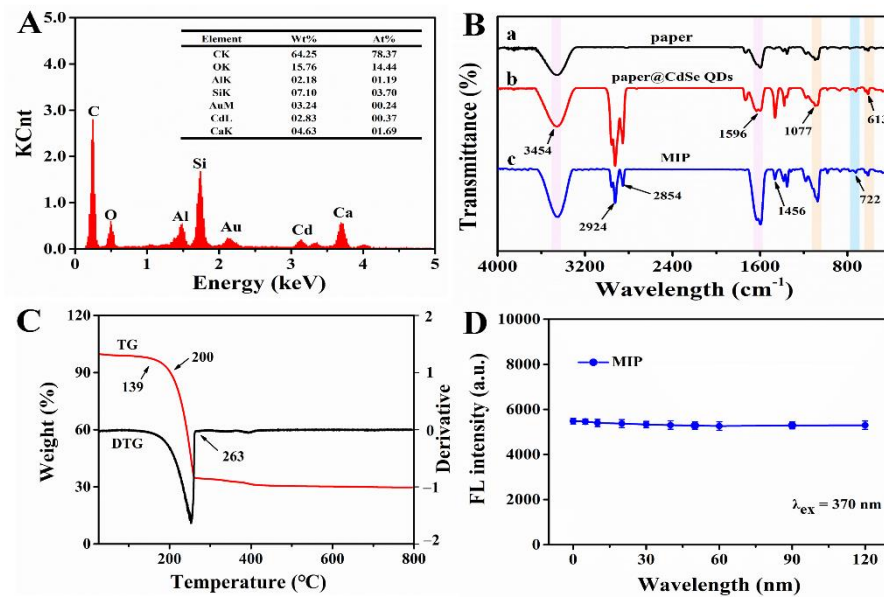 A
Element Wt% At%
CK 64.25 78.37
OK 15.76 14.44
AlK 02.18 01.19
SiK 07.10 03.70
AuM 03.24 00.24
CdL 02.83 00.37
CaK 04.63 01.69
5.0
4.0
3.0
2.0
1.0
0.0
KCnt
C
O
Al
Si
Au
Cd
Ca
0 1 2 3 4 5
Energy (keV)
B
a
paper
b
paper@CdSe QDs
c
MIP
3454
1596
1077
613
2924
2854
1456
722
Transmittance (%)
4000 3200 2400 1600 800
Wavelength (cm-1)
C
TG
139
200
DTG
263
120
90
60
30
0
Weight (%)
2
1
0
−1
−2
Derivative
0 200 400 600 800
Temperature (°C)
D
MIP
10000
8000
6000
4000
2000
0
FL intensity (a.u.)
λex = 370 nm
0 30 60 90 120
Wavelength (nm)